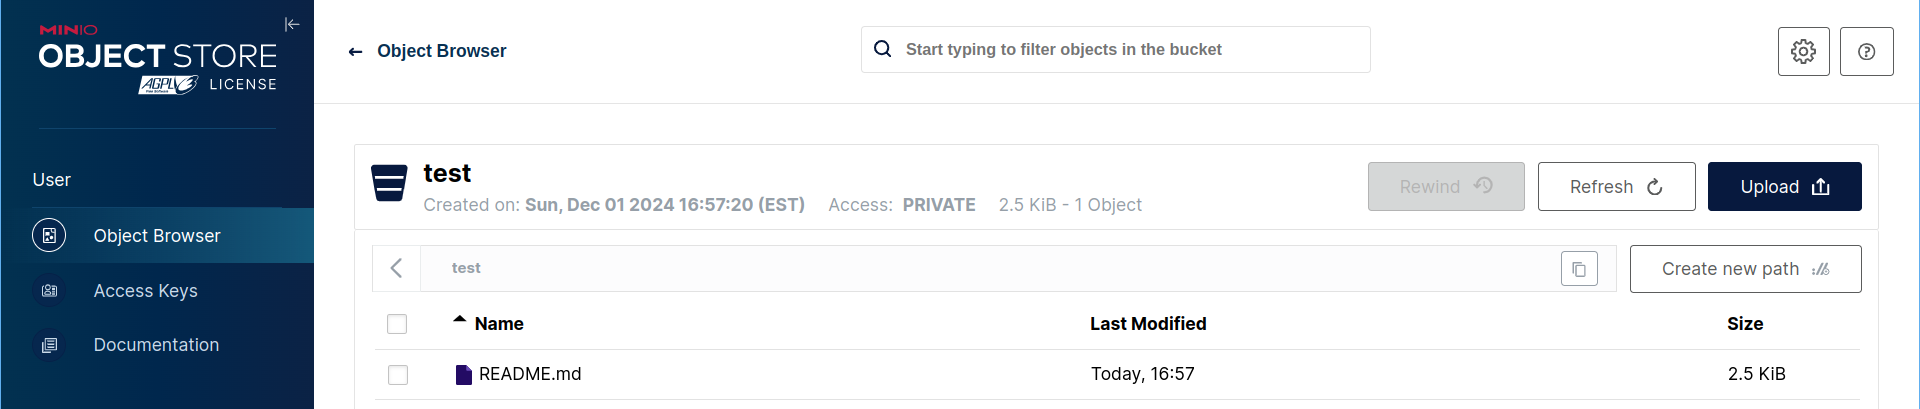 MINIO
OBJECT STORE
AGPL v3 LICENSE
User
Object Browser
Access Keys
Documentation
Object Browser
Start typing to filter objects in the bucket
test
Created on: Sun, Dec 01 2024 16:57:20 (EST) Access: PRIVATE 2.5 KiB - 1 Object
Rewind
Refresh
Upload
test
Create new path
Name Last Modified Size
README.md Today, 16:57 2.5 KiB